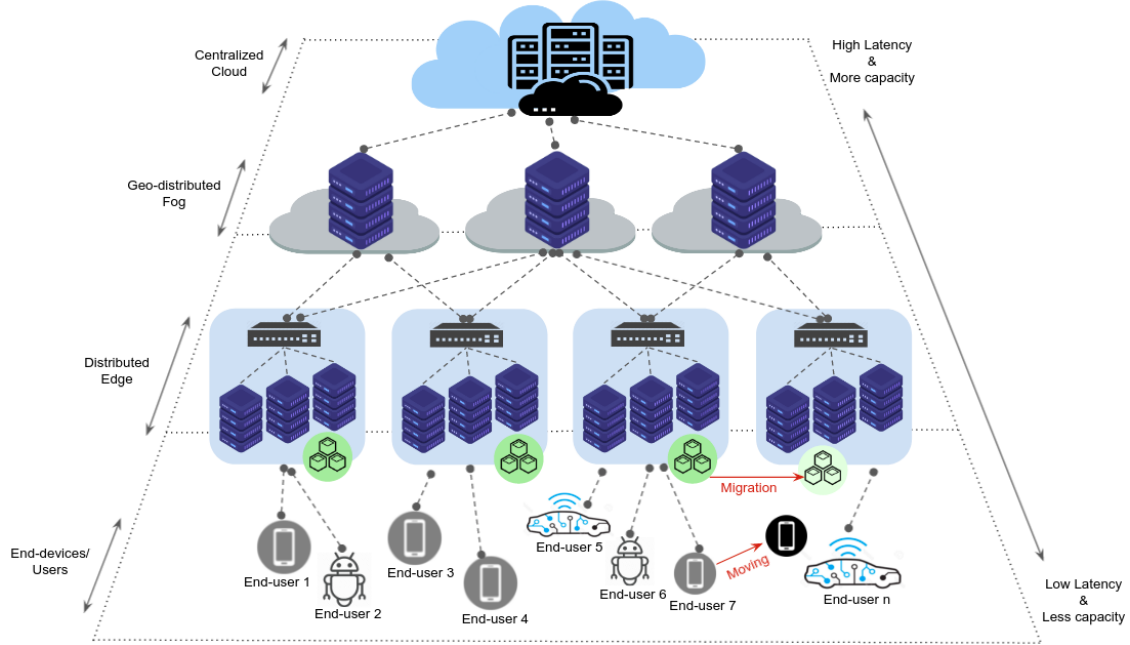 Centralized
Cloud
High Latency
&
More capacity
Geo-distributed
Fog
Distributed
Edge
Migration
End-devices/
Users
End-user 1
End-user 2
End-user 3
End-user 4
End-user 5
End-user 6
End-user 7
Moving
End-user n
Low Latency
&
Less capacity